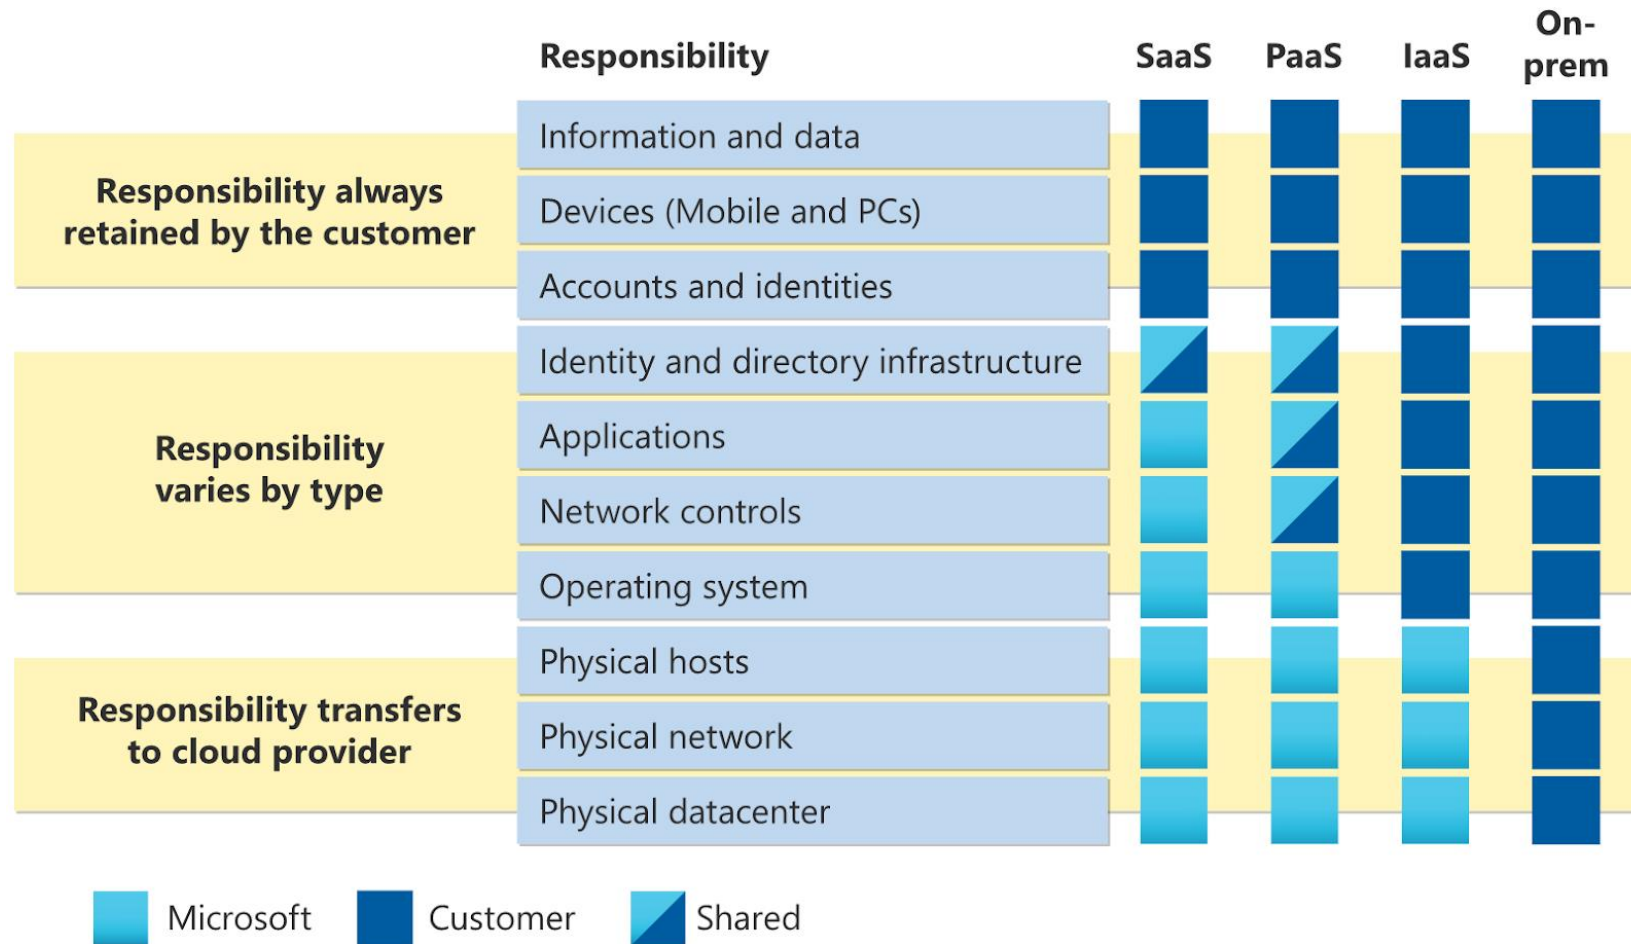 Responsibility SaaS PaaS IaaS On-
prem
Responsibility always
retained by the customer
Information and data
Devices (Mobile and PCs)
Accounts and identities
Responsibility
varies by type
Identity and directory infrastructure
Applications
Network controls
Operating system
Responsibility transfers
to cloud provider
Physical hosts
Physical network
Physical datacenter
Microsoft Customer Shared